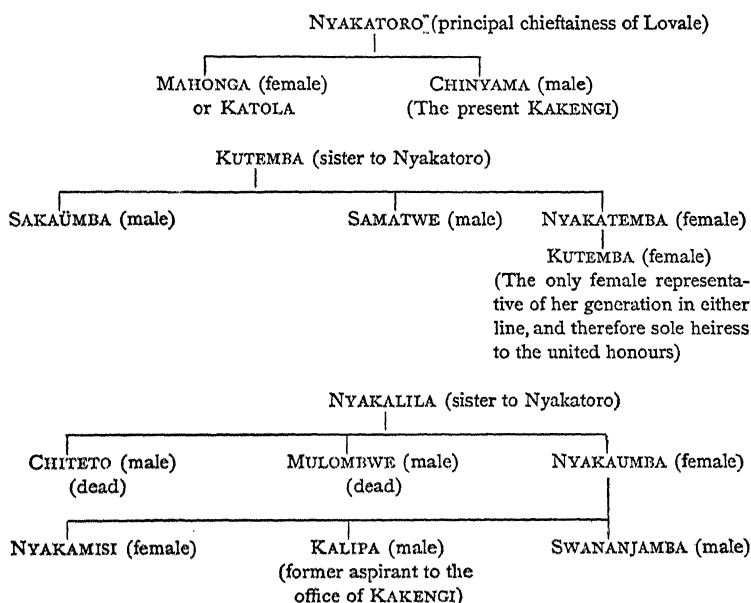 NYAKATORO (principal chieftainess of Lovale)
MAHONGA (female) CHINYAMA (male)
or KATOLA (The present KAKENGI)
KUTEMBA (sister to Nyakatoro)
SAKAÜMBA (male) SAMATWE (male) NYAKATEMBA (female)
KUTEMBA (female)
(The only female representa-
tive of her generation in either
line, and therefore sole heiress
to the united honours)
NYAKALILA (sister to Nyakatoro)
CHITETO (male) MULOMBWE (male) NYAKAUMBA (female)
(dead) (dead)
NYAKAMISI (female) KALIPA (male) SWANANJAMBA (male)
(former aspirant to the
office of KAKENGI)